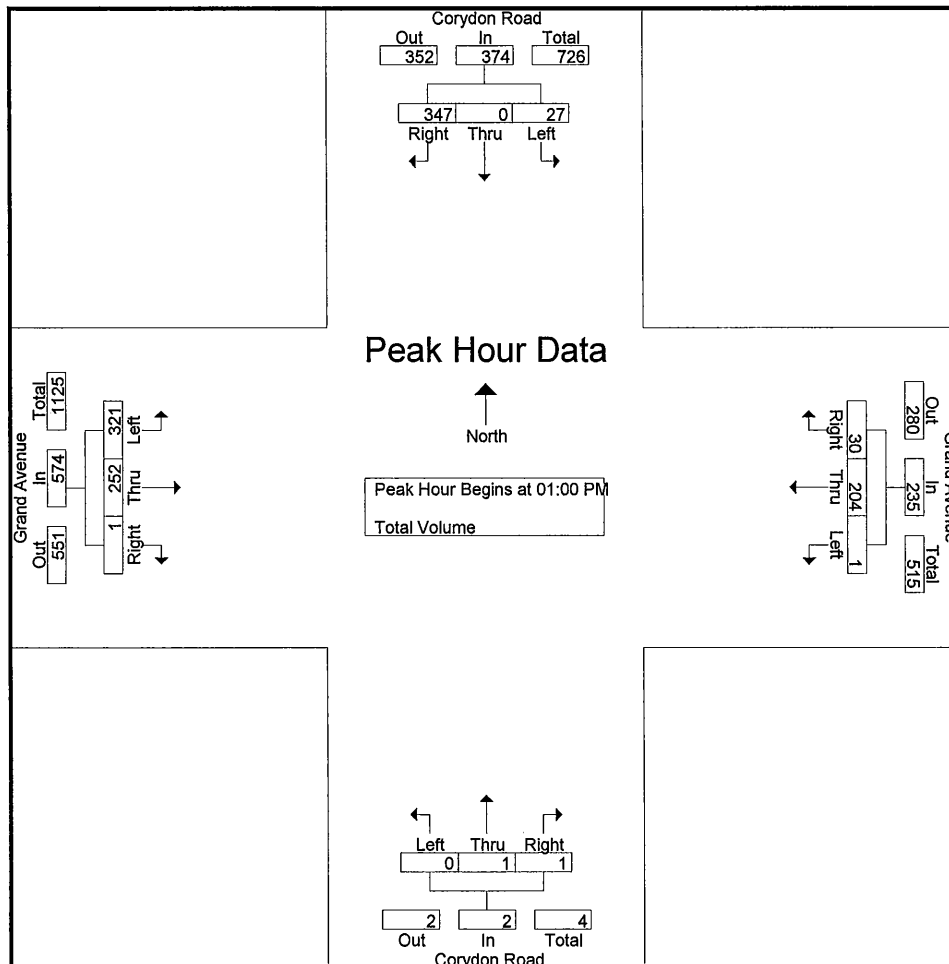 Corydon Road
Out In Total
352 374 726
347 0 27
Right Thru Left
Peak Hour Data
North
Peak Hour Begins at 01:00 PM
Total Volume
Grand Avenue
Out In Total
551 574 1125
Right Thru Left
1 252 321
Out In Total
280 235 515
Right Thru Left
30 204 1
Left Thru Right
0 1 1
2 2 4
Out In Total
Corydon Road